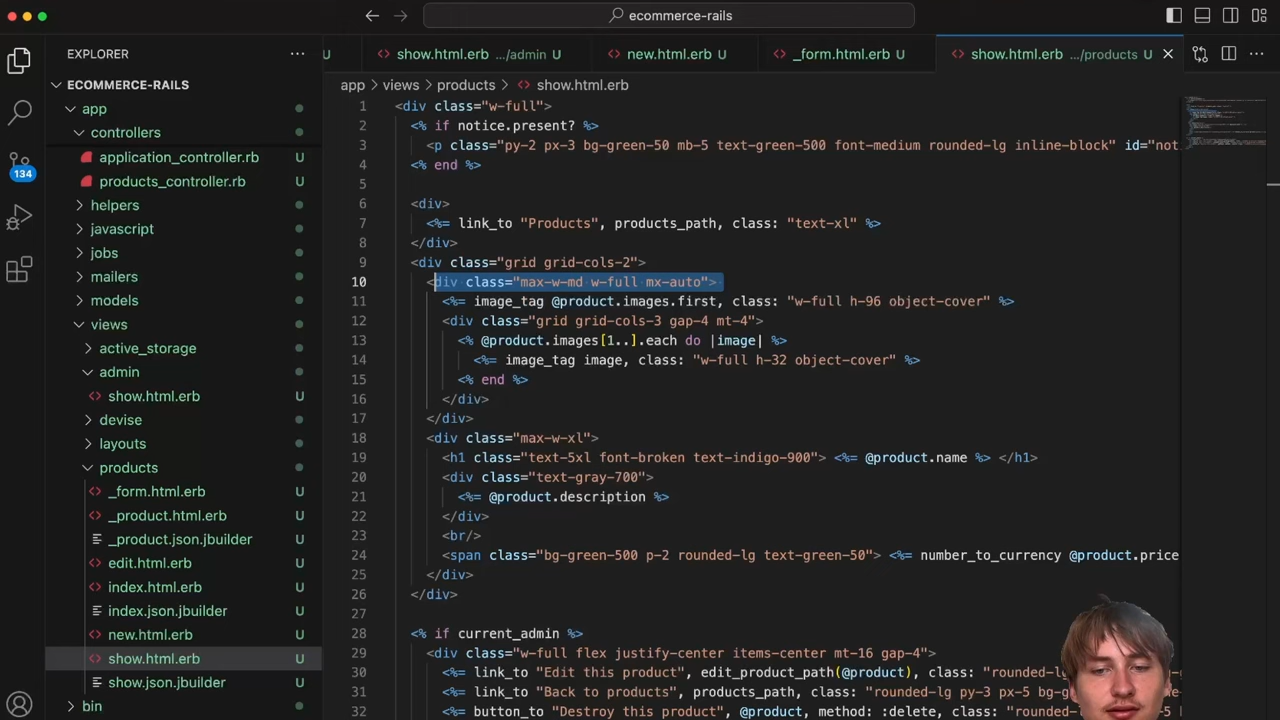 ecommerce-rails
EXPLORER
ECOMMERCE-RAILS
app
controllers
application_controller.rb U
products_controller.rb U
helpers
javascript
jobs
mailers
models
views
active_storage
admin
show.html.erb U
devise
layouts
products
_form.html.erb U
_product.html.erb U
_product.json.jbuilder U
edit.html.erb U
index.html.erb U
index.json.jbuilder U
new.html.erb U
show.html.erb U
show.json.jbuilder U
bin
134
U show.html.erb .../admin U new.html.erb U _form.html.erb U show.html.erb .../products U
app > views > products > show.html.erb
1 <div class="w-full">
2 <% if notice.present? %>
3 <p class="py-2 px-3 bg-green-50 mb-5 text-green-500 font-medium rounded-lg inline-block" id="not
4 <% end %>
5
6 <div>
7 <%= link_to "Products", products_path, class: "text-xl" %>
8 </div>
9 <div class="grid grid-cols-2">
10 <div class="max-w-md w-full mx-auto">
11 <%= image_tag @product.images.first, class: "w-full h-96 object-cover" %>
12 <div class="grid grid-cols-3 gap-4 mt-4">
13 <% @product.images[1..].each do |image| %>
14 <%= image_tag image, class: "w-full h-32 object-cover" %>
15 <% end %>
16 </div>
17 </div>
18 <div class="max-w-xl">
19 <h1 class="text-5xl font-broken text-indigo-900"> <%= @product.name %> </h1>
20 <div class="text-gray-700">
21 <%= @product.description %>
22 </div>
23 <br/>
24 <span class="bg-green-500 p-2 rounded-lg text-green-50"> <%= number_to_currency @product.price
25 </div>
26 </div>
27
28 <% if current_admin %>
29 <div class="w-full flex justify-center items-center mt-16 gap-4">
30 <%= link_to "Edit this product", edit_product_path(@product), class: "rounded-l
31 <%= link_to "Back to products", products_path, class: "rounded-lg py-3 px-5 bg-g
32 <%= button_to "Destroy this product", @product, method: :delete, class: "rounded-